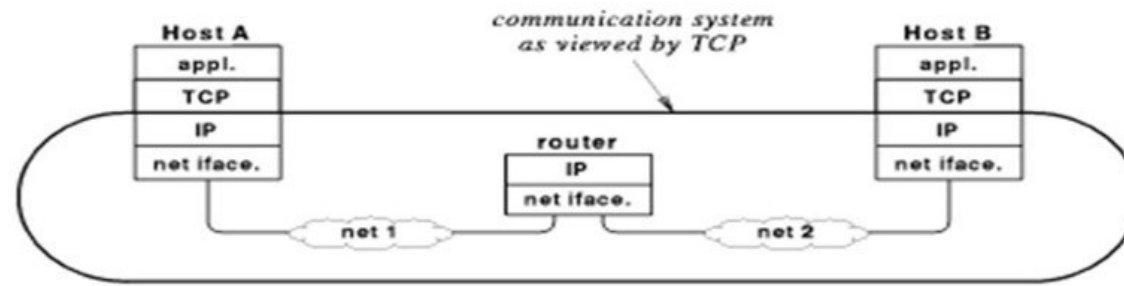 communication system
as viewed by TCP
Host A
appl.
TCP
IP
net iface.
router
IP
net iface.
Host B
appl.
TCP
IP
net iface.
net 1
net 2